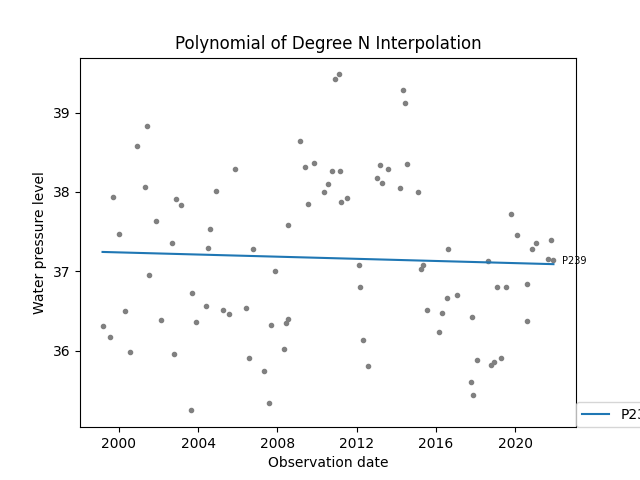 Polynomial of Degree N Interpolation
Water pressure level
39
38
37
36
P239
2000 2004 2008 2012 2016 2020
Observation date